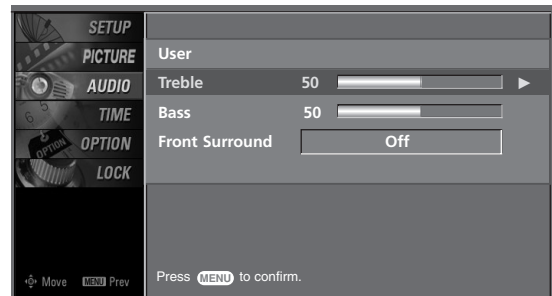 SETUP
PICTURE
AUDIO
TIME
OPTION
LOCK
User
Treble 50
Bass 50
Front Surround Off
Press MENU to confirm.
Move MENU Prev